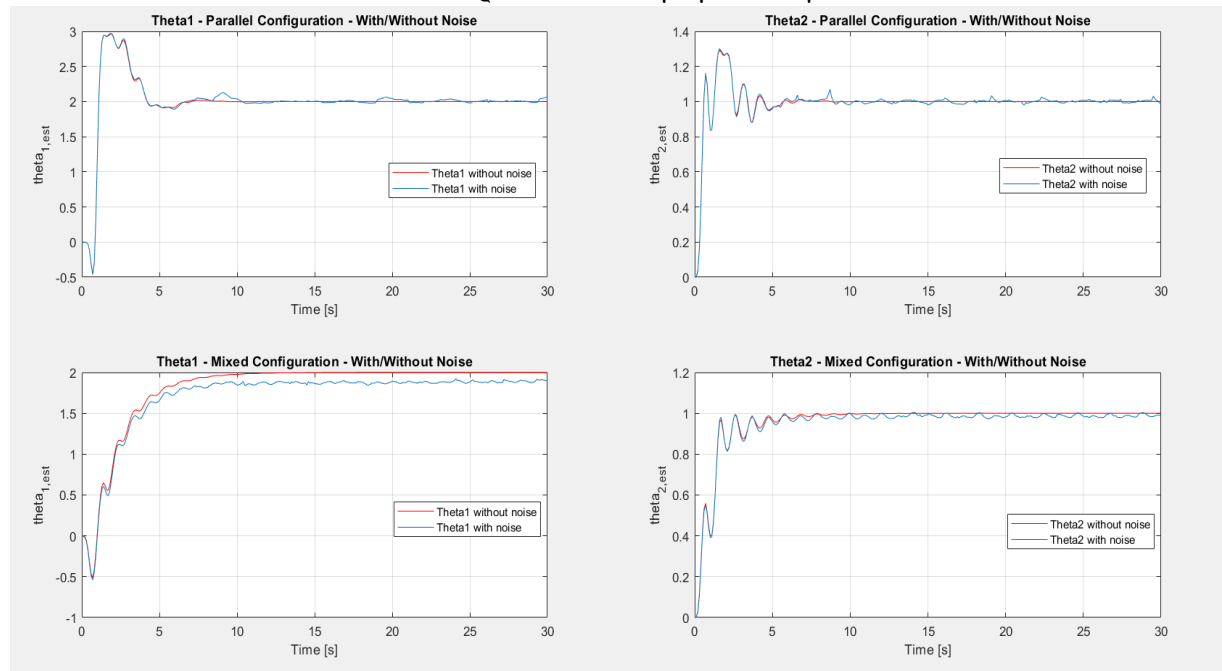 Theta1 - Parallel Configuration - With/Without Noise
3
2.5
2
1.5
1
0.5
0
-0.5
theta1,est
0 5 10 15 20 25 30
Time [s]
Theta1 without noise
Theta1 with noise
Theta2 - Parallel Configuration - With/Without Noise
1.4
1.2
1
0.8
0.6
0.4
0.2
0
theta2,est
0 5 10 15 20 25 30
Time [s]
Theta2 without noise
Theta2 with noise
Theta1 - Mixed Configuration - With/Without Noise
2
1.5
1
0.5
0
-0.5
-1
theta1,est
0 5 10 15 20 25 30
Time [s]
Theta1 without noise
Theta1 with noise
Theta2 - Mixed Configuration - With/Without Noise
1.2
1
0.8
0.6
0.4
0.2
0
theta2,est
0 5 10 15 20 25 30
Time [s]
Theta2 without noise
Theta2 with noise